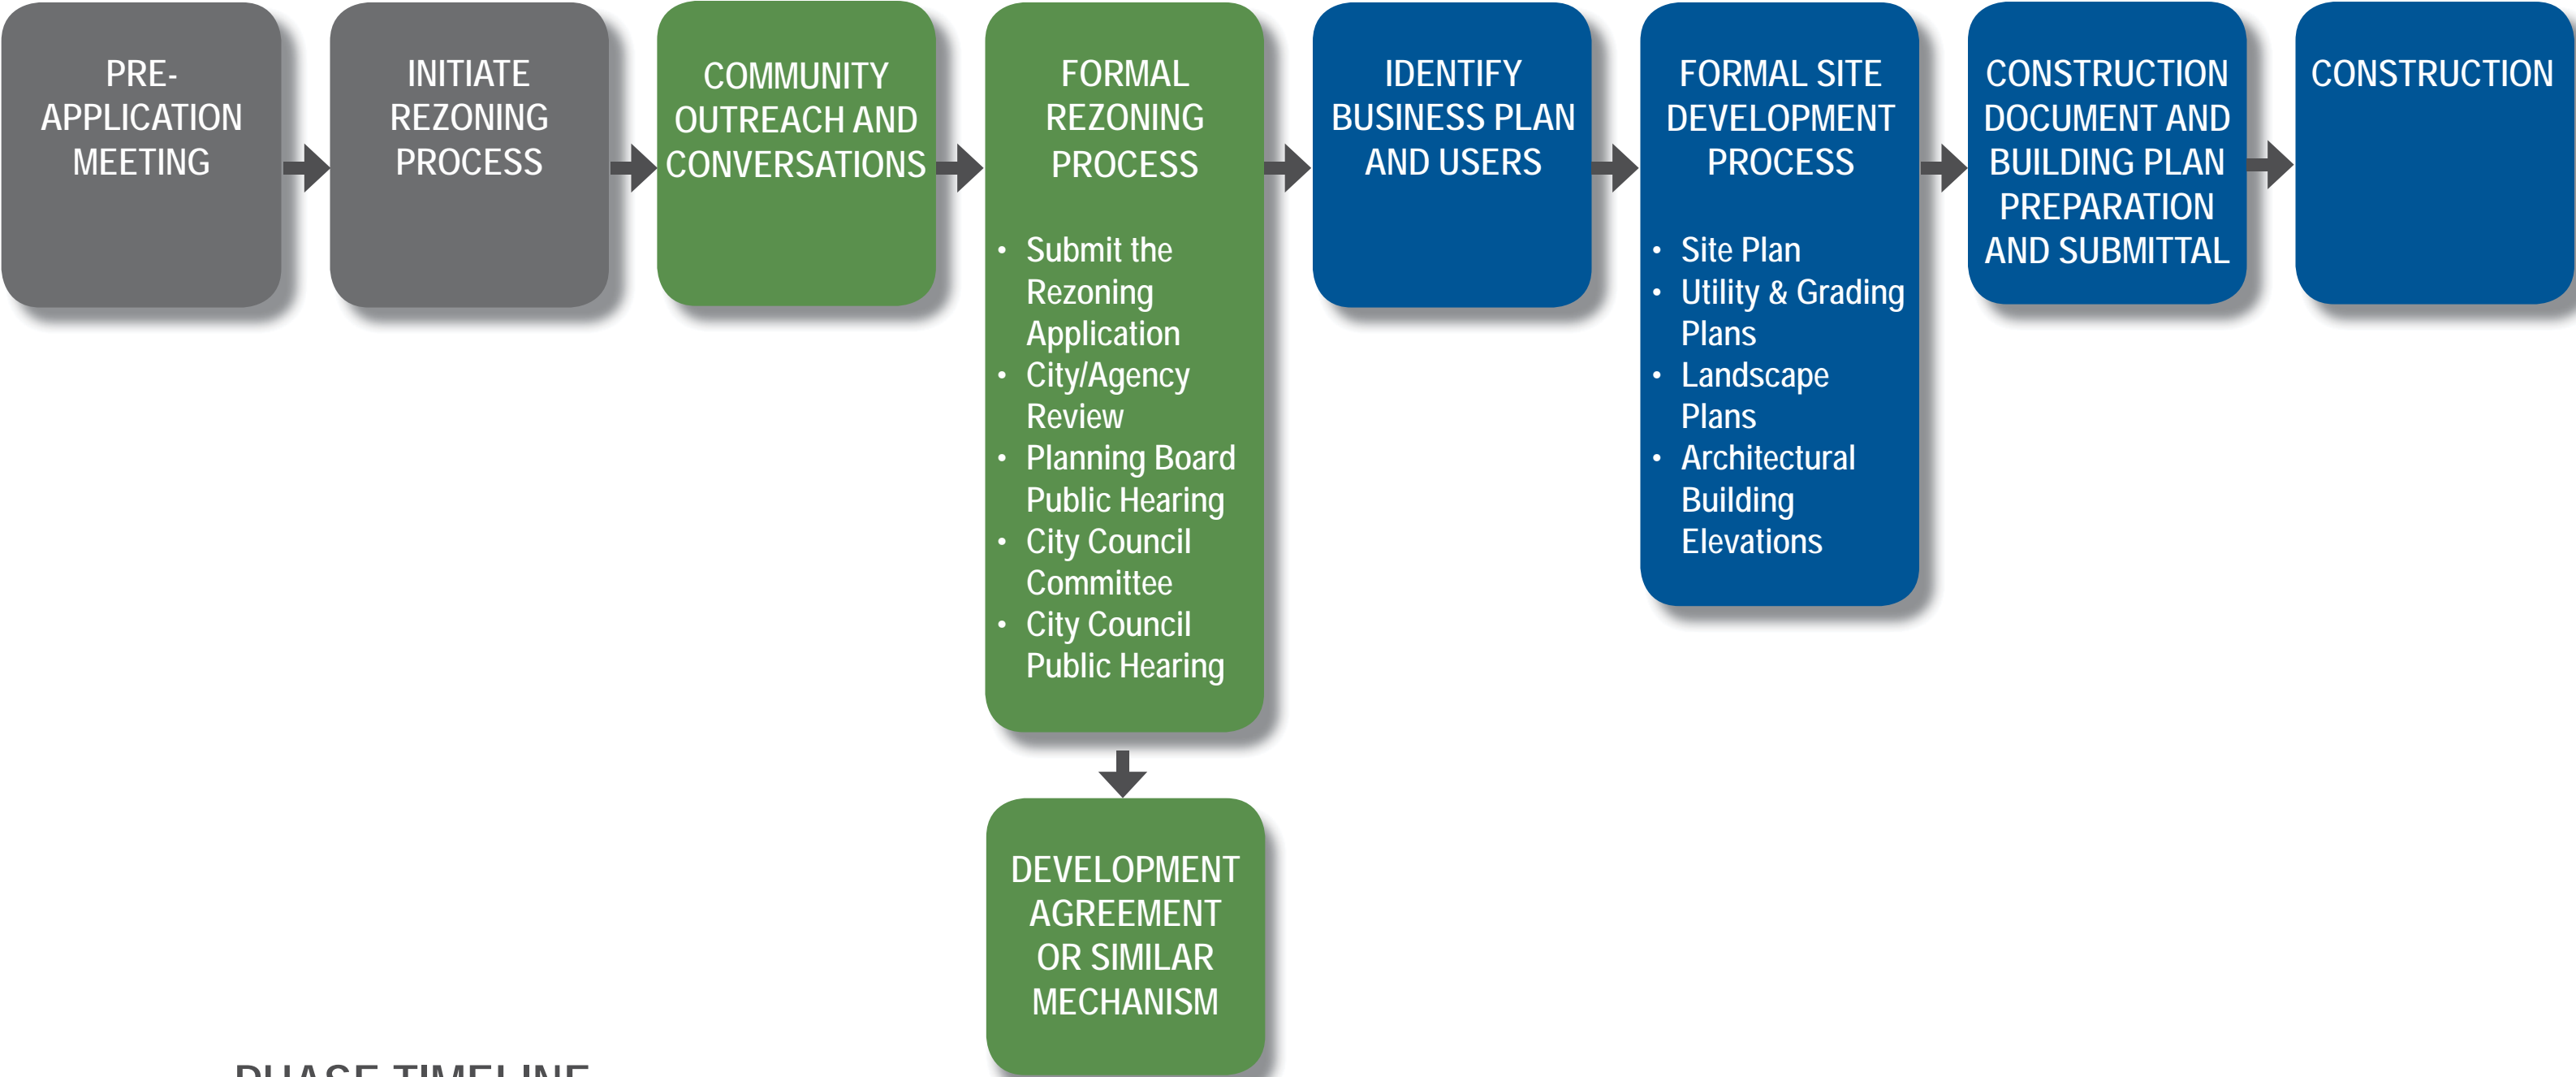 PRE-
APPLICATION
MEETING
INITIATE
REZONING
PROCESS
COMMUNITY
OUTREACH AND
CONVERSATIONS
FORMAL
REZONING
PROCESS
• Submit the
Rezoning
Application
• City/Agency
Review
• Planning Board
Public Hearing
• City Council
Committee
• City Council
Public Hearing
DEVELOPMENT
AGREEMENT
OR SIMILAR
MECHANISM
IDENTIFY
BUSINESS PLAN
AND USERS
FORMAL SITE
DEVELOPMENT
PROCESS
• Site Plan
• Utility & Grading
Plans
• Landscape
Plans
• Architectural
Building
Elevations
CONSTRUCTION
DOCUMENT AND
BUILDING PLAN
PREPARATION
AND SUBMITTAL
CONSTRUCTION
PHASE TIMELINE